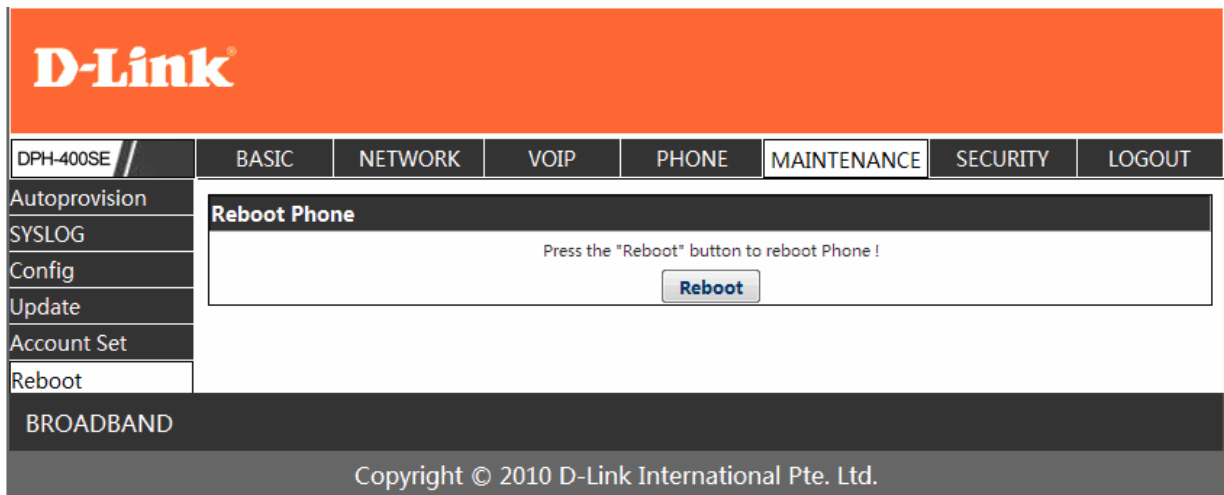 D-Link®
DPH-400SE BASIC NETWORK VOIP PHONE MAINTENANCE SECURITY LOGOUT
Autoprovision
SYSLOG
Config
Update
Account Set
Reboot
Reboot Phone
Press the "Reboot" button to reboot Phone !
Reboot
BROADBAND
Copyright © 2010 D-Link International Pte. Ltd.